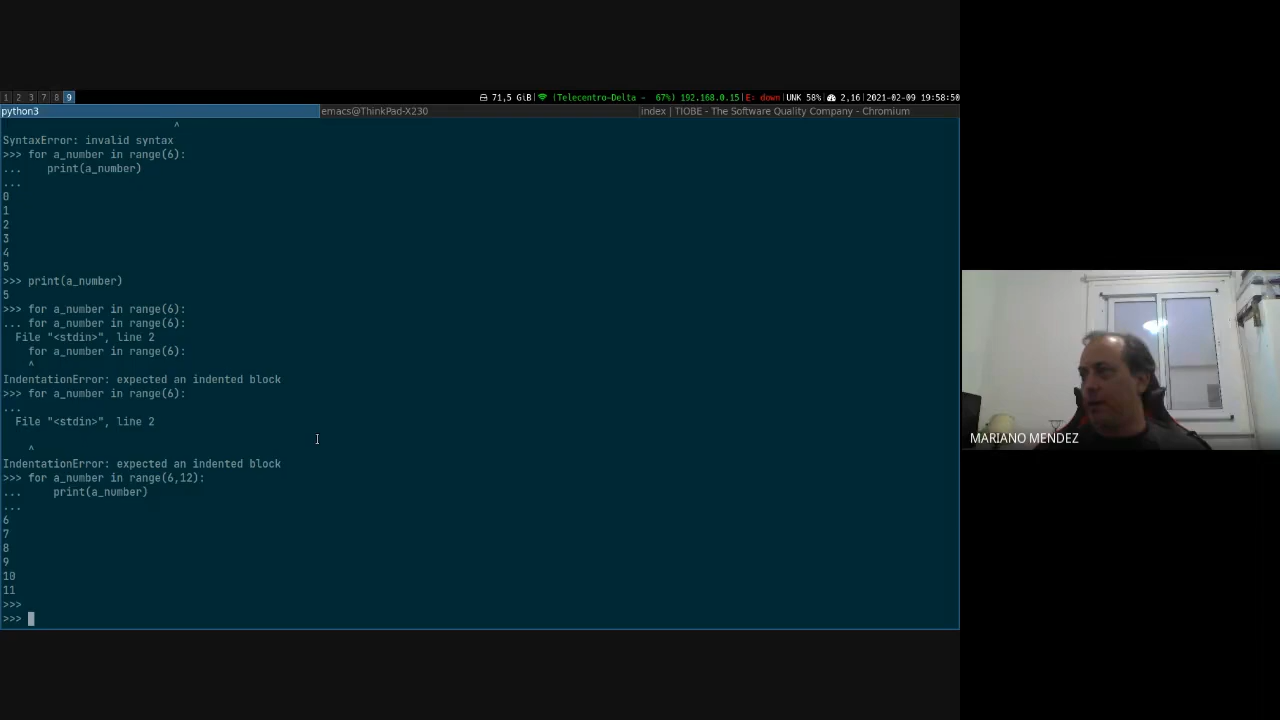 1 2 3 7 8 9
71,5 GiB| (Telecentro-Delta - 67%) 192.168.0.15|E: down|UNK 58%| 2,16|2021-02-09 19:58:50
python3
emacs@ThinkPad-X230
index | TIOBE - The Software Quality Company - Chromium
^
SyntaxError: invalid syntax
>>> for a_number in range(6):
...    print(a_number)
...
0
1
2
3
4
5
>>> print(a_number)
5
>>> for a_number in range(6):
... for a_number in range(6):
  File "<stdin>", line 2
    for a_number in range(6):
    ^
IndentationError: expected an indented block
>>> for a_number in range(6):
...
  File "<stdin>", line 2
    ^
IndentationError: expected an indented block
>>> for a_number in range(6,12):
...     print(a_number)
...
6
7
8
9
10
11
>>>
>>>
MARIANO MENDEZ